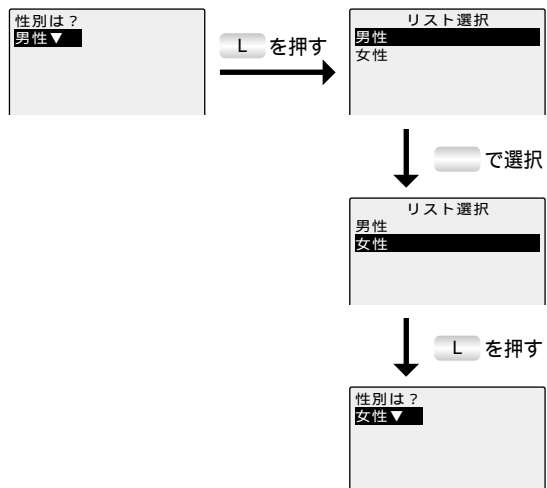 性別は？
男性▼
L を押す
リスト選択
男性
女性
で選択
リスト選択
男性
女性
L を押す
性別は？
女性▼